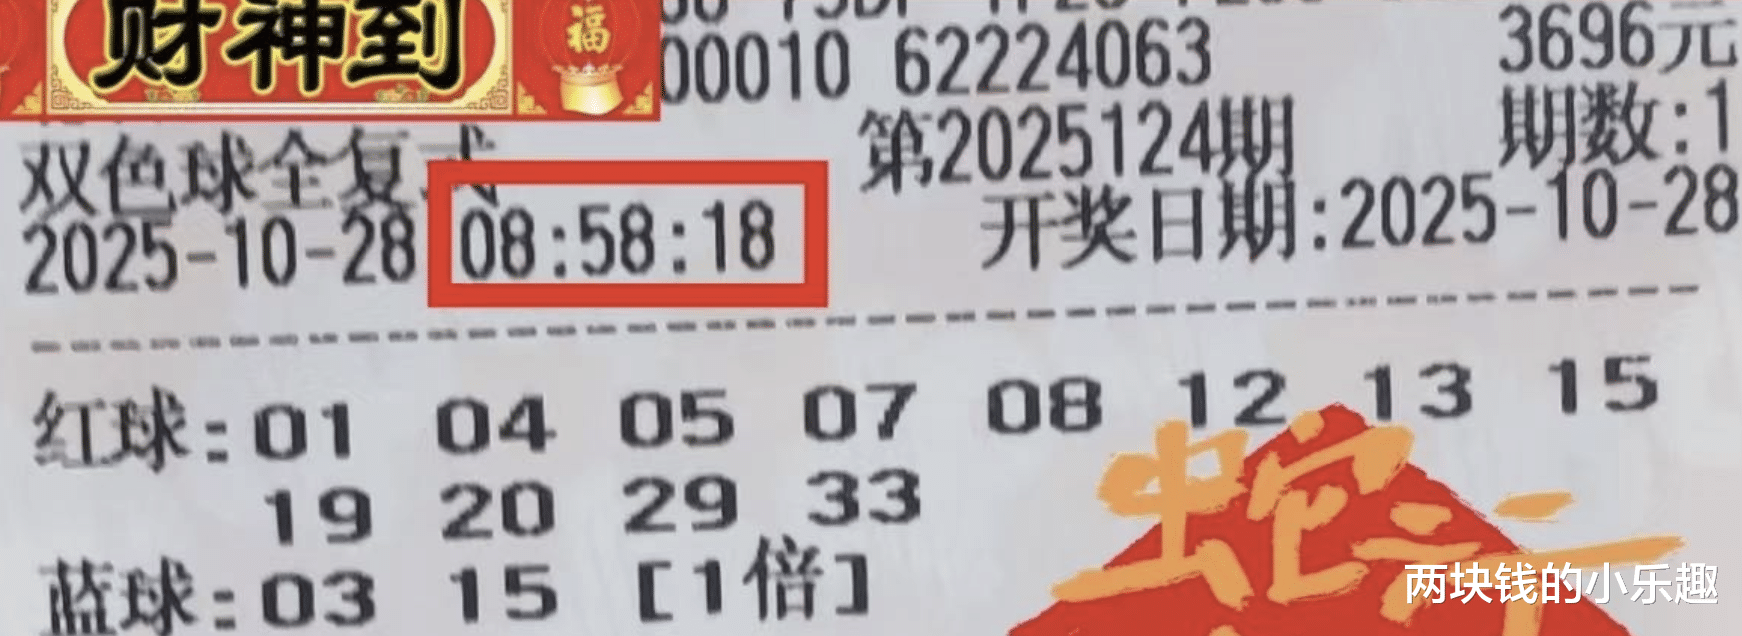 财神到
福
00010 62224063
3696元
双色球全复式
第2025124期
期数:1
2025-10-28 08:58:18
开奖日期:2025-10-28
红球:01 04 05 07 08 12 13 15
19 20 29 33
蓝球:03 15 [1倍]
蛇运
两块钱的小乐趣